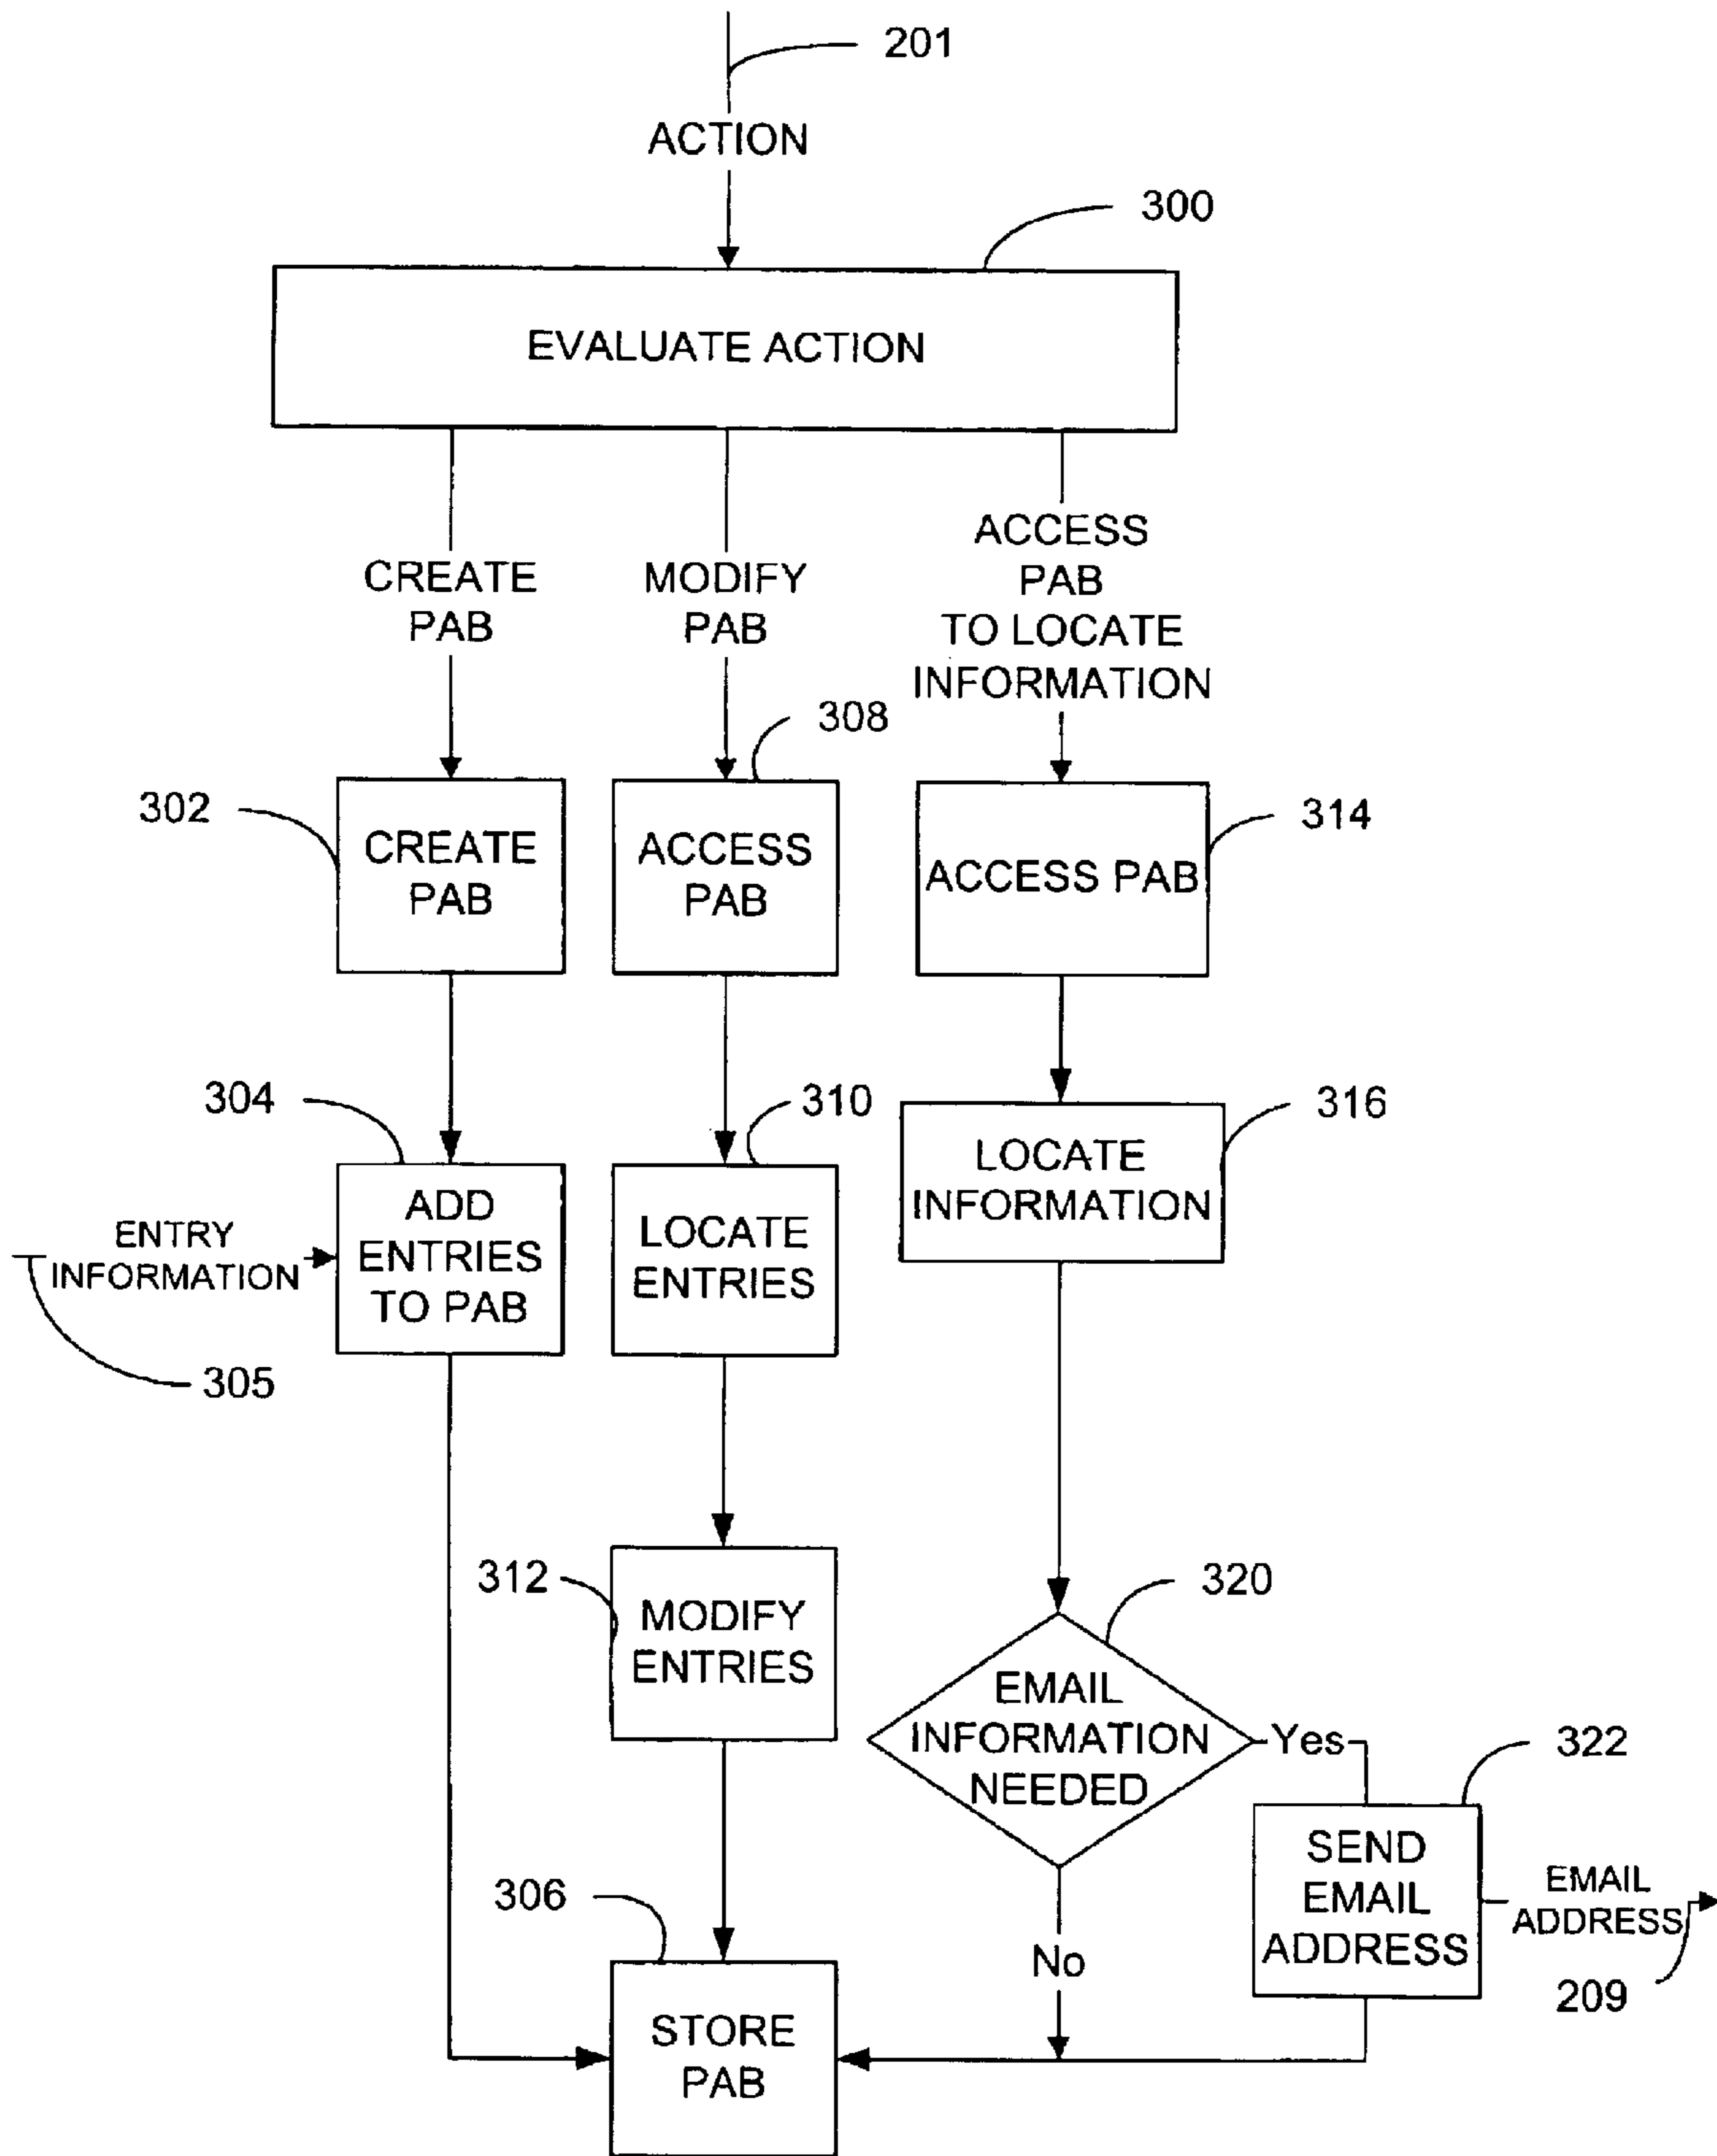 201
ACTION
300
EVALUATE ACTION
CREATE
PAB
MODIFY
PAB
ACCESS
PAB
TO LOCATE
INFORMATION
302
CREATE
PAB
308
ACCESS
PAB
314
ACCESS PAB
304
ADD
ENTRIES
TO PAB
ENTRY
INFORMATION
305
310
LOCATE
ENTRIES
316
LOCATE
INFORMATION
312
MODIFY
ENTRIES
320
EMAIL
INFORMATION
NEEDED
Yes
322
SEND
EMAIL
ADDRESS
EMAIL
ADDRESS
209
No
306
STORE
PAB